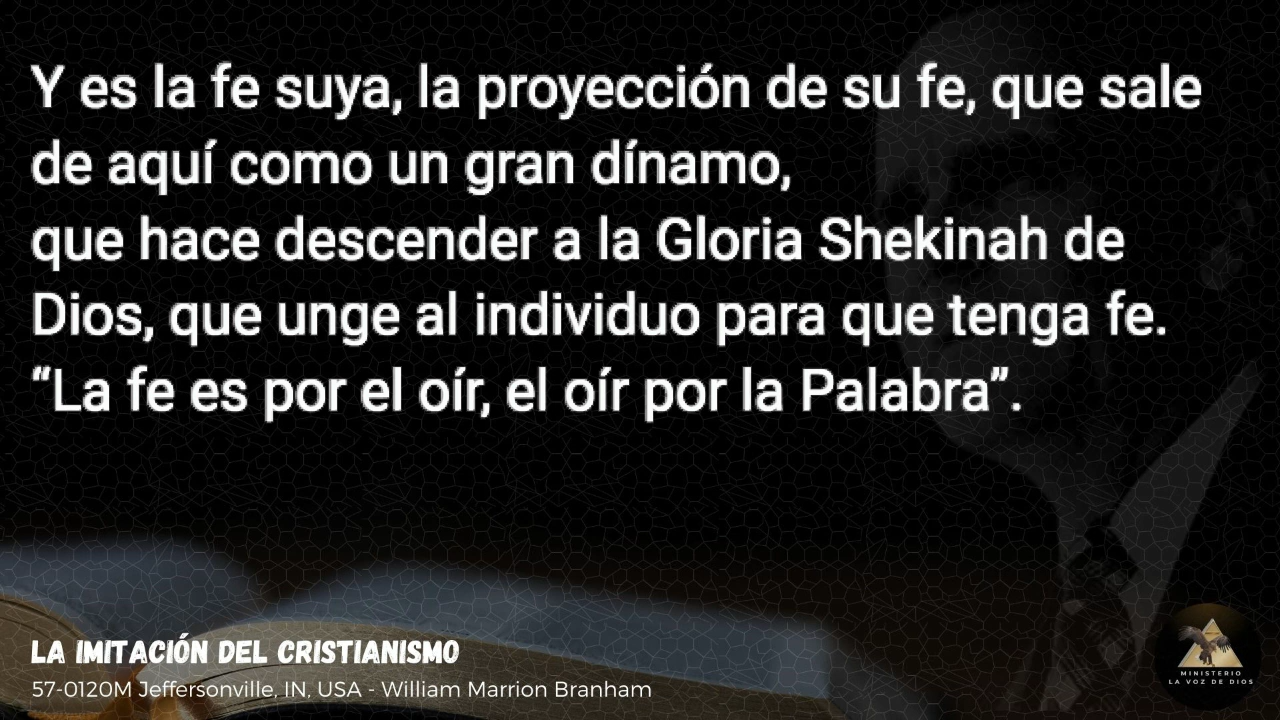 Y es la fe suya, la proyección de su fe, que sale
de aquí como un gran dínamo,
que hace descender a la Gloria Shekinah de
Dios, que unge al individuo para que tenga fe.
“La fe es por el oír, el oír por la Palabra”.
LA IMITACIÓN DEL CRISTIANISMO
57-0120M Jeffersonville, IN, USA - William Marrion Branham
MINISTERIO
LA VOZ DE DIOS